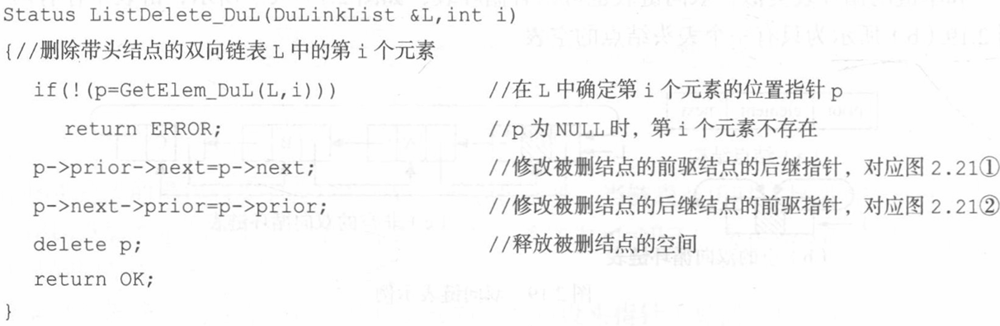 Status ListDelete_DuL(DuLinkList &L,int i)
{//删除带头结点的双向链表 L 中的第 i 个元素
if(!(p=GetElem_DuL(L,i))) //在 L 中确定第 i 个元素的位置指针 p
return ERROR; //p 为 NULL 时，第 i 个元素不存在
p->prior->next=p->next; //修改被删结点的前驱结点的后继指针，对应图 2.21①
p->next->prior=p->prior; //修改被删结点的后继结点的前驱指针，对应图 2.21②
delete p; //释放被删结点的空间
return OK;
}